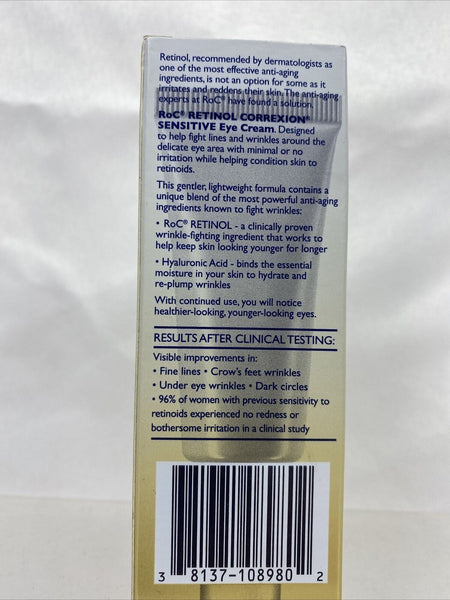 Retinol, recommended by dermatologists as
one of the most effective anti-aging
ingredients, is not an option for some as it
irritates and reddens their skin. The anti-aging
experts at RoC® have found a solution.
RoC® RETINOL CORREXION®
SENSITIVE Eye Cream. Designed
to help fight lines and wrinkles around the
delicate eye area with minimal or no
irritation while helping condition skin to
retinoids.
This gentle, lightweight formula contains a
unique blend of the most powerful anti-aging
ingredients known to fight wrinkles:
• RoC® RETINOL - a clinically proven
wrinkle-fighting ingredient that works to
help keep skin looking younger for longer
• Hyaluronic Acid - binds the essential
moisture in your skin to hydrate and
re-plump wrinkles
With continued use, you will notice
healthier-looking, younger-looking eyes.
RESULTS AFTER CLINICAL TESTING:
Visible improvements in:
• Fine lines • Crow's feet wrinkles
• Under eye wrinkles • Dark circles
• 96% of women with previous sensitivity to
retinoids experienced no redness or
bothersome irritation in a clinical study
3 8137-108980 2